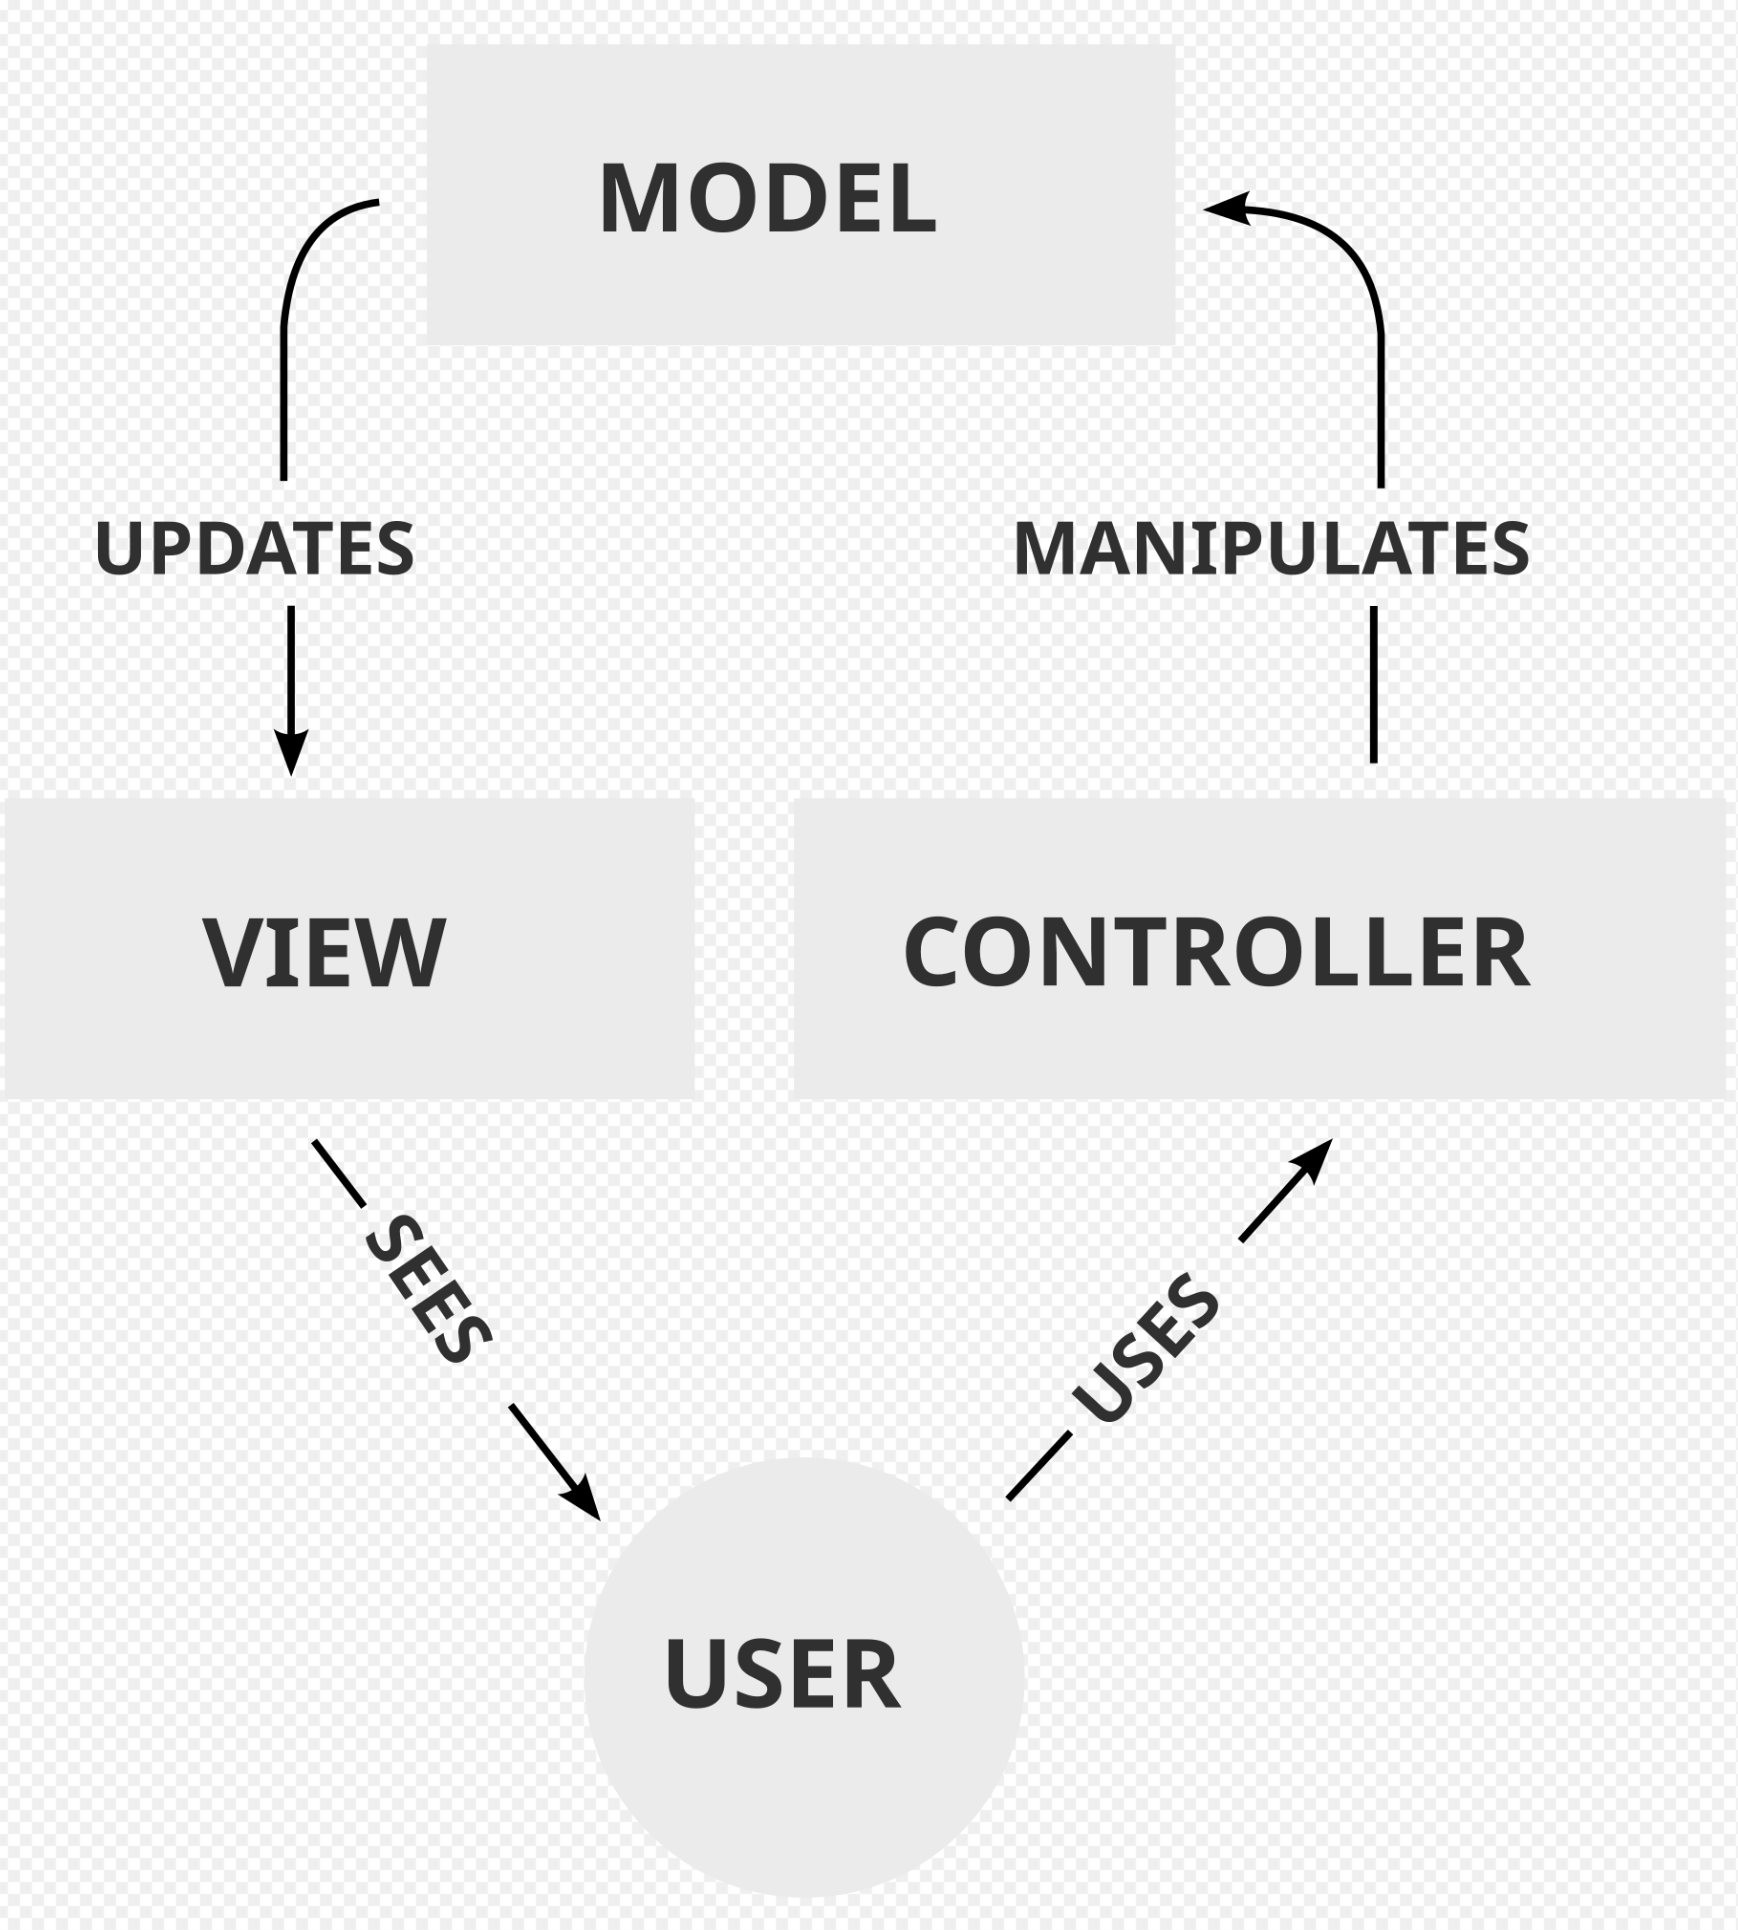 MODEL
UPDATES
MANIPULATES
VIEW
CONTROLLER
SEES
USES
USER